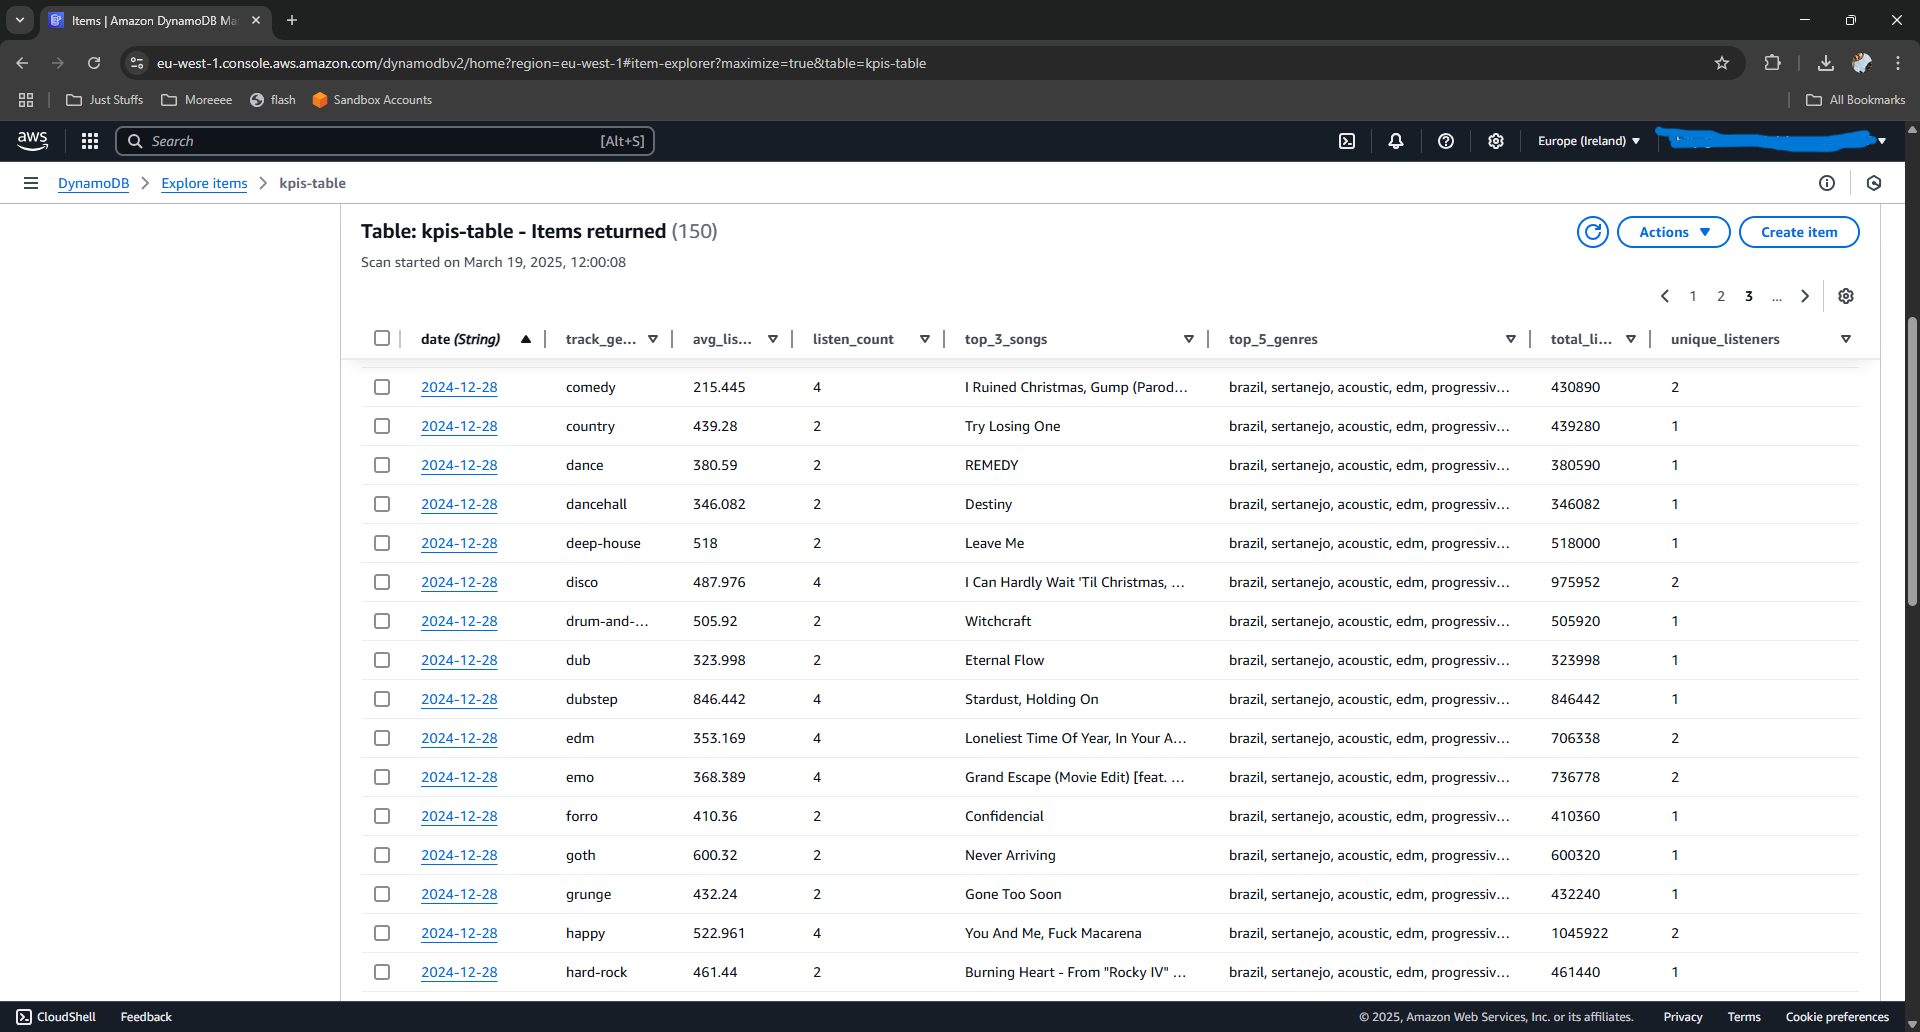 Items | Amazon DynamoDB Ma
eu-west-1.console.aws.amazon.com/dynamodbv2/home?region=eu-west-1#item-explorer?maximize=true&table=kpis-table
Just Stuffs Moreeee flash Sandbox Accounts All Bookmarks
aws Search [Alt+S] Europe (Ireland)
DynamoDB Explore items kpis-table
Table: kpis-table - Items returned (150)
Actions Create item
Scan started on March 19, 2025, 12:00:08
1 2 3 ...
date (String) track_ge... avg_lis... listen_count top_3_songs top_5_genres total_li... unique_listeners
2024-12-28 comedy 215.445 4 I Ruined Christmas, Gump (Parod... brazil, sertanejo, acoustic, edm, progressiv... 430890 2
2024-12-28 country 439.28 2 Try Losing One brazil, sertanejo, acoustic, edm, progressiv... 439280 1
2024-12-28 dance 380.59 2 REMEDY brazil, sertanejo, acoustic, edm, progressiv... 380590 1
2024-12-28 dancehall 346.082 2 Destiny brazil, sertanejo, acoustic, edm, progressiv... 346082 1
2024-12-28 deep-house 518 2 Leave Me brazil, sertanejo, acoustic, edm, progressiv... 518000 1
2024-12-28 disco 487.976 4 I Can Hardly Wait 'Til Christmas, ... brazil, sertanejo, acoustic, edm, progressiv... 975952 2
2024-12-28 drum-and-... 505.92 2 Witchcraft brazil, sertanejo, acoustic, edm, progressiv... 505920 1
2024-12-28 dub 323.998 2 Eternal Flow brazil, sertanejo, acoustic, edm, progressiv... 323998 1
2024-12-28 dubstep 846.442 4 Stardust, Holding On brazil, sertanejo, acoustic, edm, progressiv... 846442 1
2024-12-28 edm 353.169 4 Loneliest Time Of Year, In Your A... brazil, sertanejo, acoustic, edm, progressiv... 706338 2
2024-12-28 emo 368.389 4 Grand Escape (Movie Edit) [feat. ... brazil, sertanejo, acoustic, edm, progressiv... 736778 2
2024-12-28 forro 410.36 2 Confidencial brazil, sertanejo, acoustic, edm, progressiv... 410360 1
2024-12-28 goth 600.32 2 Never Arriving brazil, sertanejo, acoustic, edm, progressiv... 600320 1
2024-12-28 grunge 432.24 2 Gone Too Soon brazil, sertanejo, acoustic, edm, progressiv... 432240 1
2024-12-28 happy 522.961 4 You And Me, Fuck Macarena brazil, sertanejo, acoustic, edm, progressiv... 1045922 2
2024-12-28 hard-rock 461.44 2 Burning Heart - From "Rocky IV" ... brazil, sertanejo, acoustic, edm, progressiv... 461440 1
CloudShell Feedback © 2025, Amazon Web Services, Inc. or its affiliates. Privacy Terms Cookie preferences